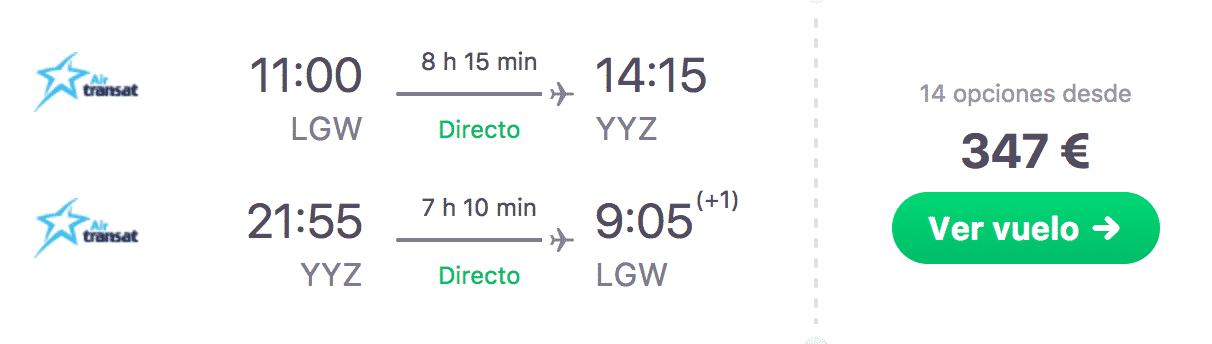 Air transat
11:00
8 h 15 min
14:15
LGW
Directo
YYZ
Air transat
21:55
7 h 10 min
9:05(+1)
YYZ
Directo
LGW
14 opciones desde
347 €
Ver vuelo →